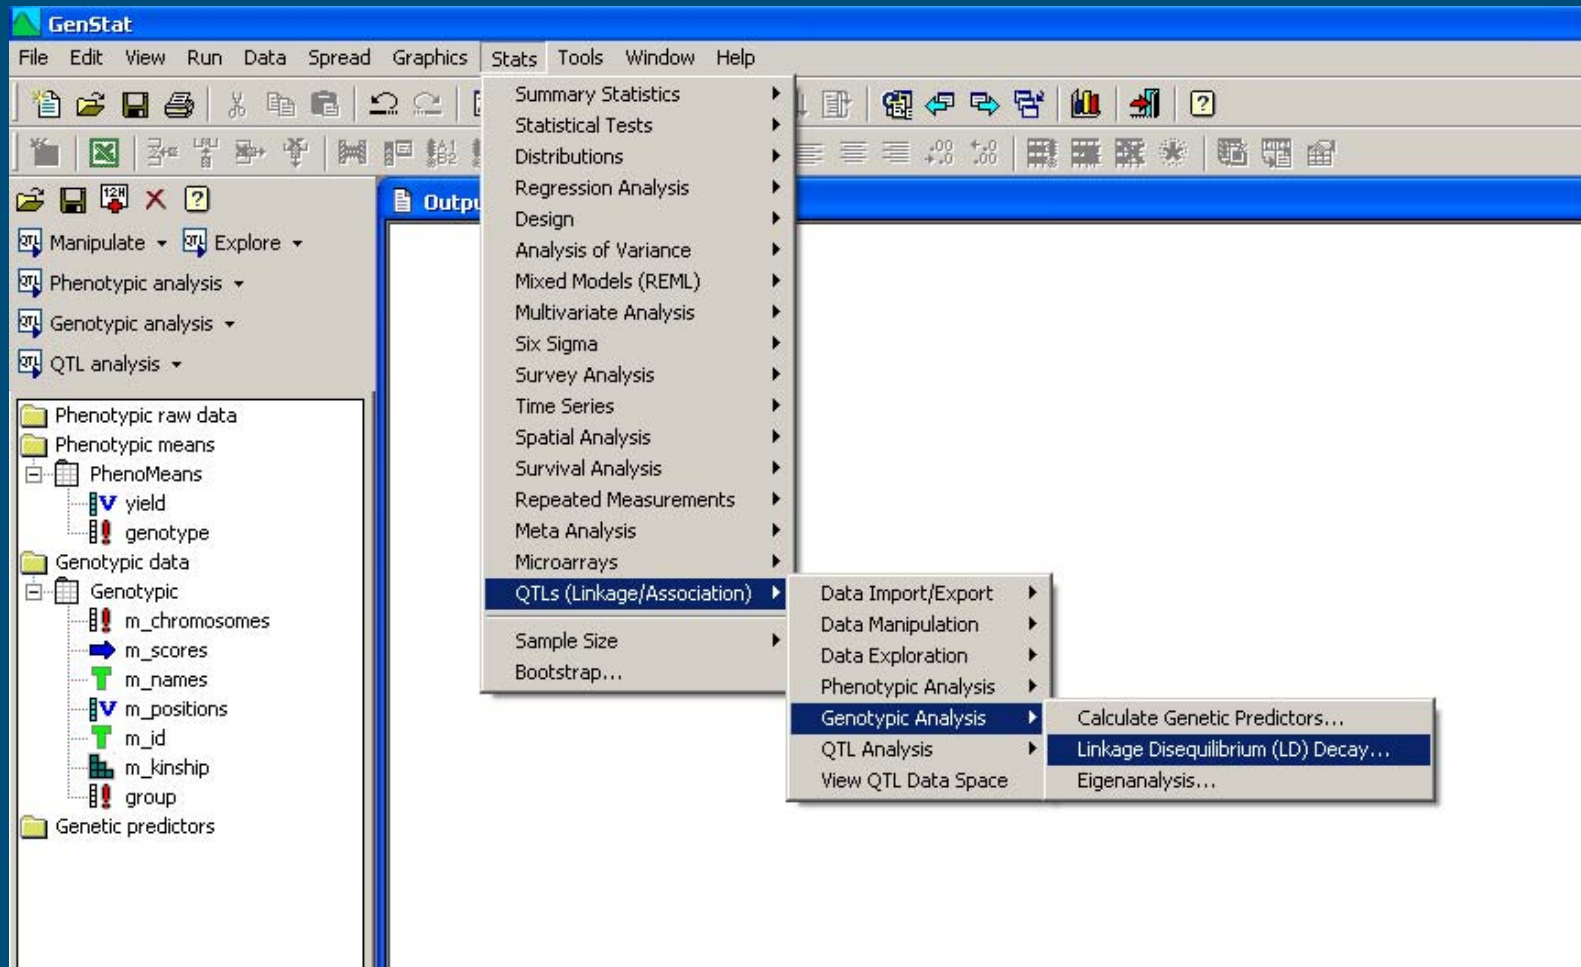 GenStat
File Edit View Run Data Spread Graphics Stats Tools Window Help
Manipulate Explore
Phenotypic analysis
Genotypic analysis
QTL analysis
Phenotypic raw data
Phenotypic means
PhenoMeans
yield
genotype
Genotypic data
Genotypic
m_chromosomes
m_scores
m_names
m_positions
m_id
m_kinship
group
Genetic predictors
Outpu
Summary Statistics
Statistical Tests
Distributions
Regression Analysis
Design
Analysis of Variance
Mixed Models (REML)
Multivariate Analysis
Six Sigma
Survey Analysis
Time Series
Spatial Analysis
Survival Analysis
Repeated Measurements
Meta Analysis
Microarrays
QTLs (Linkage/Association)
Sample Size
Bootstrap...
Data Import/Export
Data Manipulation
Data Exploration
Phenotypic Analysis
Genotypic Analysis
QTL Analysis
View QTL Data Space
Calculate Genetic Predictors...
Linkage Disequilibrium (LD) Decay...
Eigenanalysis...